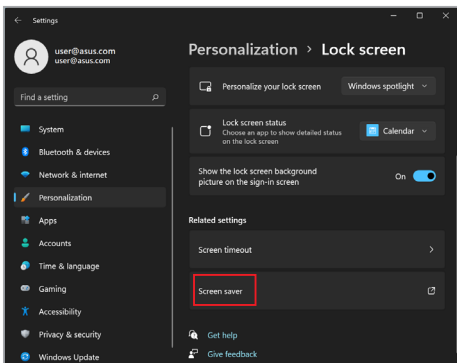 Settings
user@asus.com
user@asus.com
Find a setting
System
Bluetooth & devices
Network & internet
Personalization
Apps
Accounts
Time & language
Gaming
Accessibility
Privacy & security
Windows Update
Personalization > Lock screen
Personalize your lock screen
Windows spotlight
Lock screen status
Choose an app to show detailed status
on the lock screen
Calendar
Show the lock screen background
picture on the sign-in screen
On
Related settings
Screen timeout
Screen saver
Get help
Give feedback